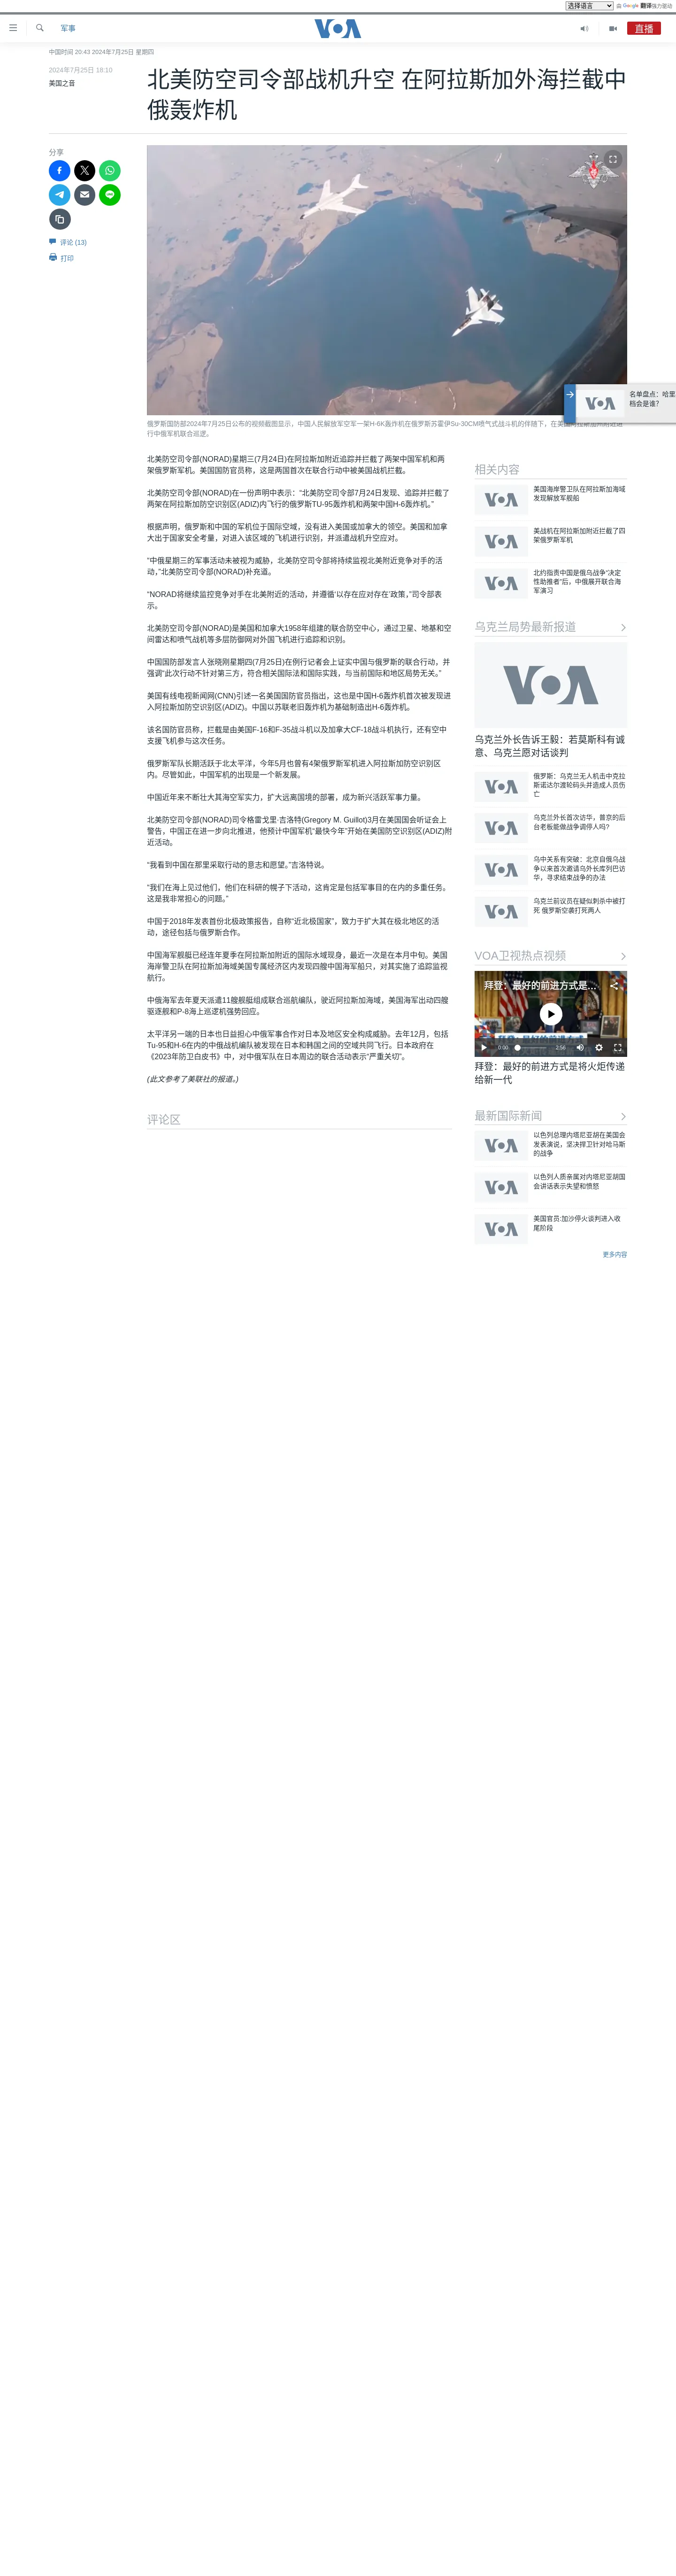 选择语言
由 Google 翻译强力驱动
军事
VOA
直播
中国时间 20:43 2024年7月25日 星期四
2024年7月25日 18:10
美国之音
北美防空司令部战机升空 在阿拉斯加外海拦截中
俄轰炸机
分享
评论 (13)
打印
名单盘点：哈里
档会是谁？
VOA
俄罗斯国防部2024年7月25日公布的视频截图显示，中国人民解放军空军一架H-6K轰炸机在俄罗斯苏霍伊Su-30CM喷气式战斗机的伴随下，在美国阿拉斯加州附近进
行中俄军机联合巡逻。
北美防空司令部(NORAD)星期三(7月24日)在阿拉斯加附近追踪并拦截了两架中国军机和两
架俄罗斯军机。美国国防官员称，这是两国首次在联合行动中被美国战机拦截。
北美防空司令部(NORAD)在一份声明中表示：“北美防空司令部7月24日发现、追踪并拦截了
两架在阿拉斯加防空识别区(ADIZ)内飞行的俄罗斯TU-95轰炸机和两架中国H-6轰炸机。”
根据声明，俄罗斯和中国的军机位于国际空域，没有进入美国或加拿大的领空。美国和加拿
大出于国家安全考量，对进入该区域的飞机进行识别，并派遣战机升空应对。
“中俄星期三的军事活动未被视为威胁，北美防空司令部将持续监视北美附近竞争对手的活
动，”北美防空司令部(NORAD)补充道。
“NORAD将继续监控竞争对手在北美附近的活动，并遵循‘以存在应对存在’政策，”司令部表
示。
北美防空司令部(NORAD)是美国和加拿大1958年组建的联合防空中心，通过卫星、地基和空
间雷达和喷气战机等多层防御网对外国飞机进行追踪和识别。
中国国防部发言人张晓刚星期四(7月25日)在例行记者会上证实中国与俄罗斯的联合行动，并
强调“此次行动不针对第三方，符合相关国际法和国际实践，与当前国际和地区局势无关。”
美国有线电视新闻网(CNN)引述一名美国国防官员指出，这也是中国H-6轰炸机首次被发现进
入阿拉斯加防空识别区(ADIZ)。中国以苏联老旧轰炸机为基础制造出H-6轰炸机。
该名国防官员称，拦截是由美国F-16和F-35战斗机以及加拿大CF-18战斗机执行，还有空中
支援飞机参与这次任务。
俄罗斯军队长期活跃于北太平洋，今年5月也曾有4架俄罗斯军机进入阿拉斯加防空识别区
内。尽管如此，中国军机的出现是一个新发展。
中国近年来不断壮大其海空军实力，扩大远离国境的部署，成为新兴活跃军事力量。
北美防空司令部(NORAD)司令格雷戈里·吉洛特(Gregory M. Guillot)3月在美国国会听证会上
警告，中国正在进一步向北推进，他预计中国军机“最快今年”开始在美国防空识别区(ADIZ)附
近活动。
“我看到中国在那里采取行动的意志和愿望。”吉洛特说。
“我们在海上见过他们，他们在科研的幌子下活动，这肯定是包括军事目的在内的多重任务。
这是我非常担心的问题。”
中国于2018年发表首份北极政策报告，自称“近北极国家”，致力于扩大其在极北地区的活
动，途径包括与俄罗斯合作。
中国海军舰艇已经连年夏季在阿拉斯加附近的国际水域现身，最近一次是在本月中旬。美国
海岸警卫队在阿拉斯加海域美国专属经济区内发现四艘中国海军船只，对其实施了追踪监视
航行。
中俄海军去年夏天派遣11艘舰艇组成联合巡航编队，驶近阿拉斯加海域，美国海军出动四艘
驱逐舰和P-8海上巡逻机强势回应。
太平洋另一端的日本也日益担心中俄军事合作对日本及地区安全构成威胁。去年12月，包括
Tu-95和H-6在内的中俄战机编队被发现在日本和韩国之间的空域共同飞行。日本政府在
《2023年防卫白皮书》中，对中俄军队在日本周边的联合活动表示“严重关切”。
(此文参考了美联社的报道。)
评论区
相关内容
VOA
美国海岸警卫队在阿拉斯加海域
发现解放军舰船
VOA
美战机在阿拉斯加附近拦截了四
架俄罗斯军机
VOA
北约指责中国是俄乌战争“决定
性助推者”后，中俄展开联合海
军演习
乌克兰局势最新报道
VOA
乌克兰外长告诉王毅：若莫斯科有诚
意、乌克兰愿对话谈判
VOA
俄罗斯：乌克兰无人机击中克拉
斯诺达尔渡轮码头并造成人员伤
亡
VOA
乌克兰外长首次访华，普京的后
台老板能做战争调停人吗?
VOA
乌中关系有突破：北京自俄乌战
争以来首次邀请乌外长库列巴访
华，寻求结束战争的办法
VOA
乌克兰前议员在疑似刺杀中被打
死 俄罗斯空袭打死两人
VOA卫视热点视频
拜登：最好的前进方式是...
0:00
2:58
拜登：最好的前进方式是将火炬传递
给新一代
最新国际新闻
VOA
以色列总理内塔尼亚胡在美国会
发表演说，坚决捍卫针对哈马斯
的战争
VOA
以色列人质亲属对内塔尼亚胡国
会讲话表示失望和愤怒
VOA
美国官员:加沙停火谈判进入收
尾阶段
更多内容